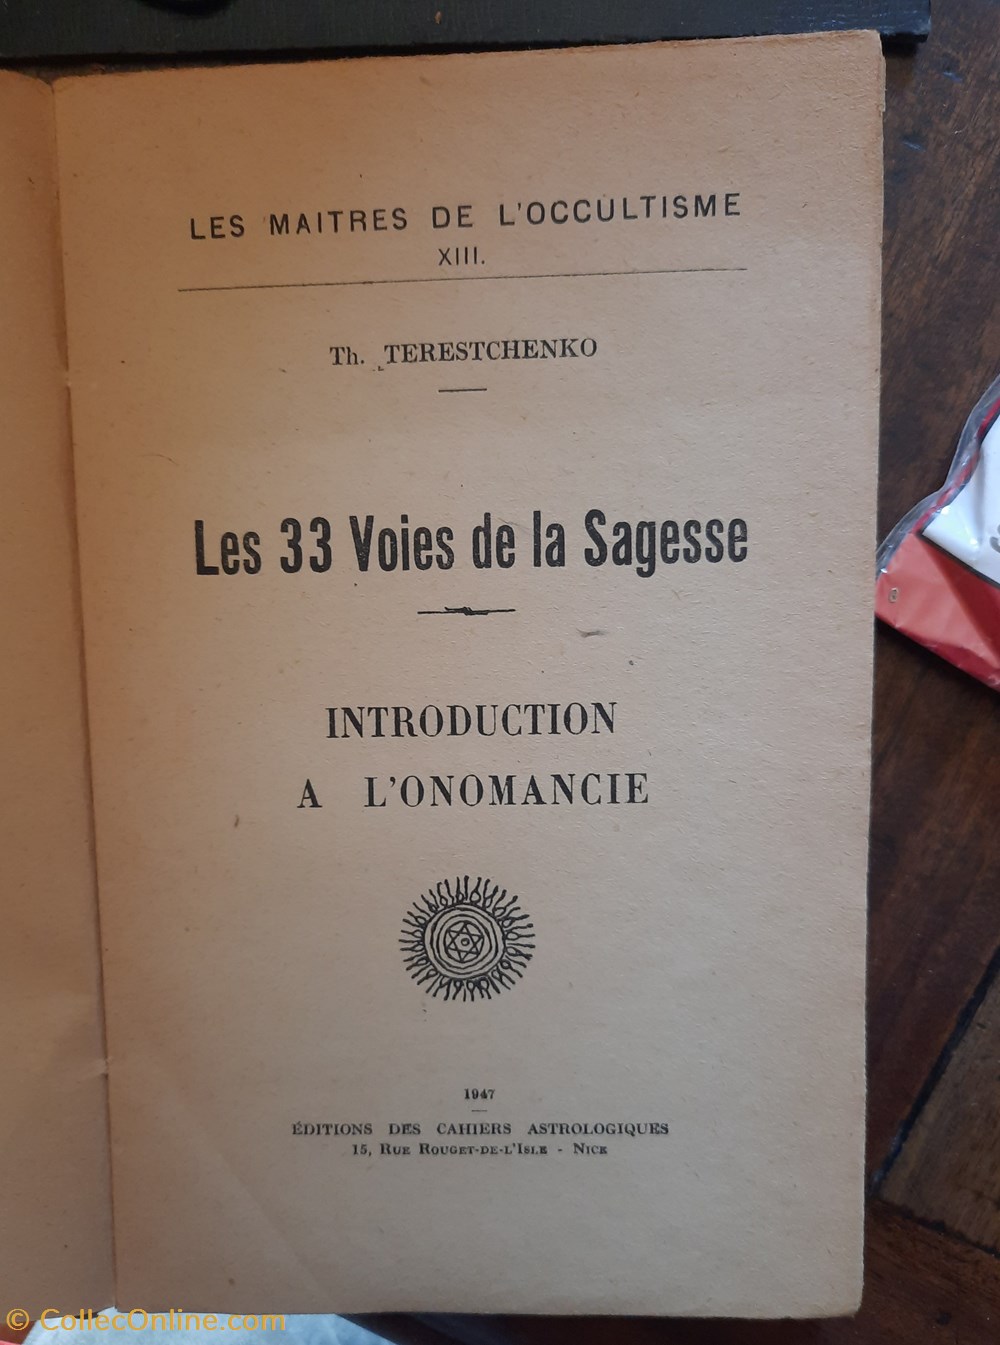 LES MAITRES DE L'OCCULTISME
XIII.
Th. TERESTCHENKO
Les 33 Voies de la Sagesse
INTRODUCTION
A L'ONOMANCIE
1947
ÉDITIONS DES CAHIERS ASTROLOGIQUES
15, RUE ROUGET-DE-L'ISLE - NICE
© CollecOnline.com